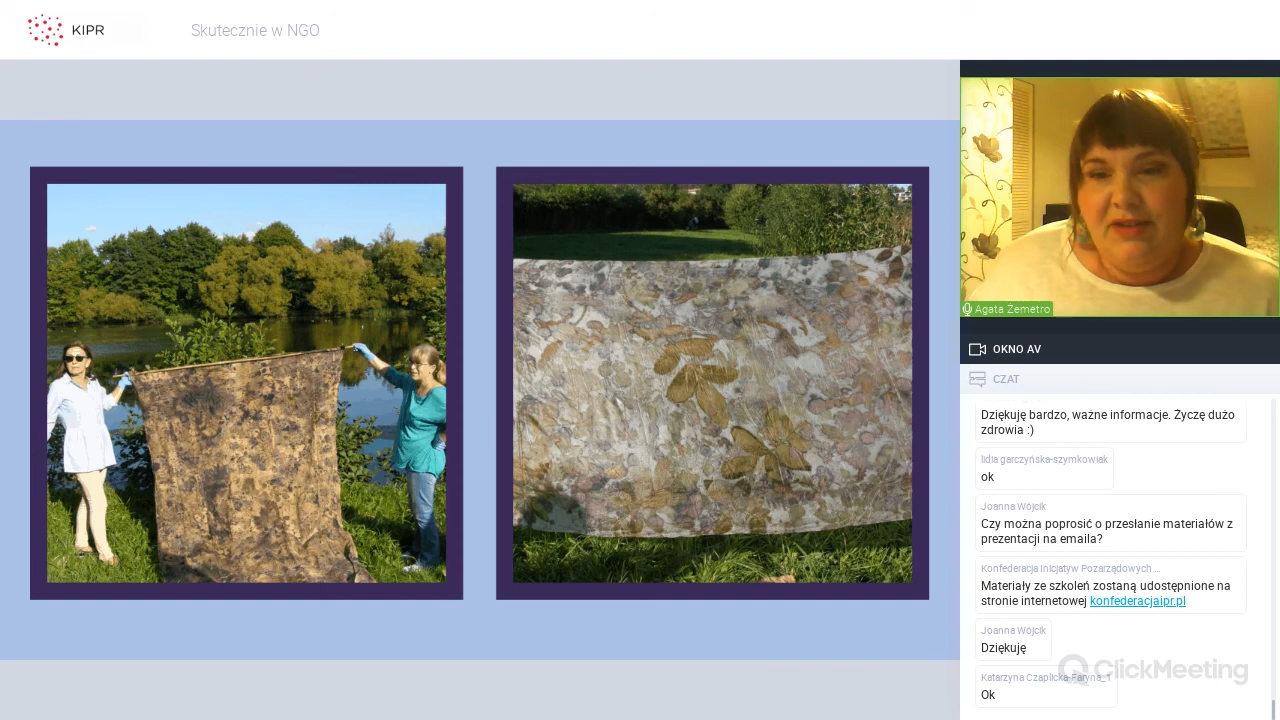 KIPR
Skutecznie w NGO
Agata Żemetro
OKNO AV
CZAT
Dziękuję bardzo, ważne informacje. Życzę dużo
zdrowia :)
lidia garczyńska-szymkowiak
ok
Joanna Wójcik
Czy można poprosić o przesłanie materiałów z
prezentacji na emaila?
Konfederacja Inicjatyw Pozarządowych ...
Materiały ze szkoleń zostaną udostępnione na
stronie internetowej konfederacjaipr.pl
Joanna Wójcik
Dziękuję
Katarzyna Czaplicka-Faryna_1
Ok
ClickMeeting